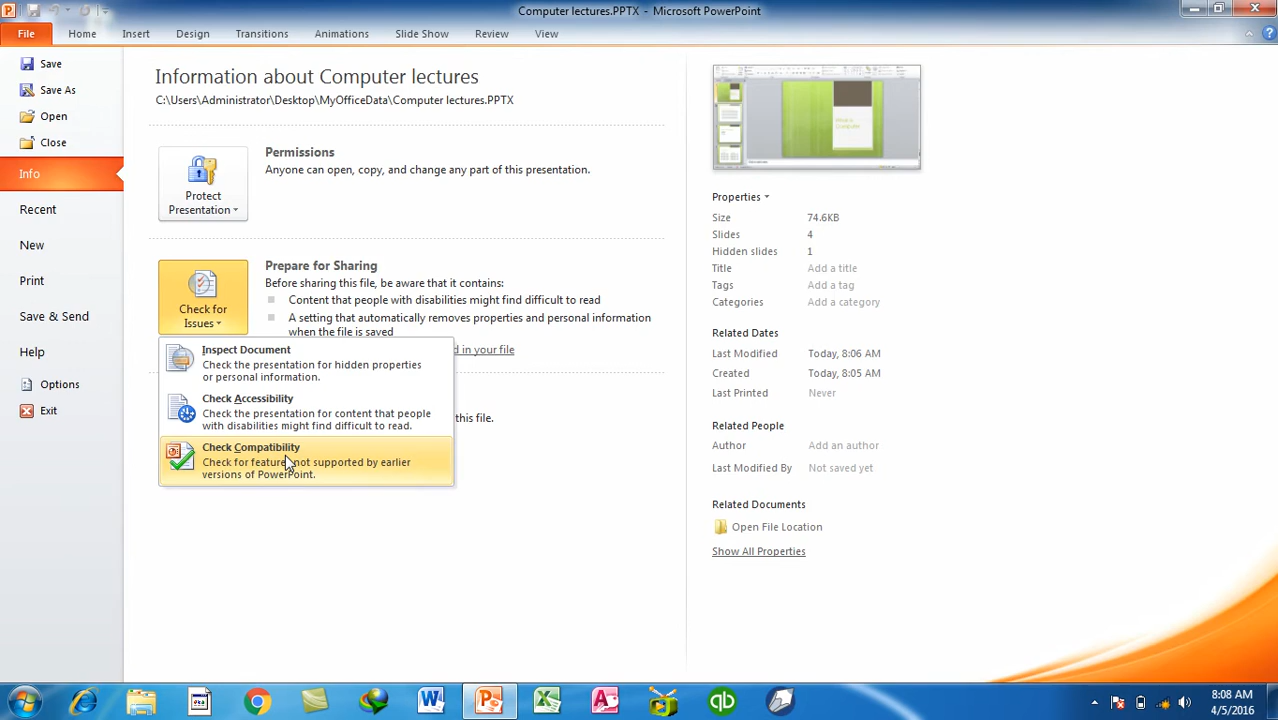 Computer lectures.PPTX - Microsoft PowerPoint
File Home Insert Design Transitions Animations Slide Show Review View
Save
Save As
Open
Close
Info
Recent
New
Print
Save & Send
Help
Options
Exit
Information about Computer lectures
C:\Users\Administrator\Desktop\MyOfficeData\Computer lectures.PPTX
Protect
Presentation
Permissions
Anyone can open, copy, and change any part of this presentation.
Check for
Issues
Prepare for Sharing
Before sharing this file, be aware that it contains:
Content that people with disabilities might find difficult to read
A setting that automatically removes properties and personal information
when the file is saved
d in your file
Inspect Document
Check the presentation for hidden properties
or personal information.
Check Accessibility
Check the presentation for content that people
with disabilities might find difficult to read.
this file.
Check Compatibility
Check for features not supported by earlier
versions of PowerPoint.
Properties
Size 74.6KB
Slides 4
Hidden slides 1
Title Add a title
Tags Add a tag
Categories Add a category
Related Dates
Last Modified Today, 8:06 AM
Created Today, 8:05 AM
Last Printed Never
Related People
Author Add an author
Last Modified By Not saved yet
Related Documents
Open File Location
Show All Properties
8:08 AM
4/5/2016